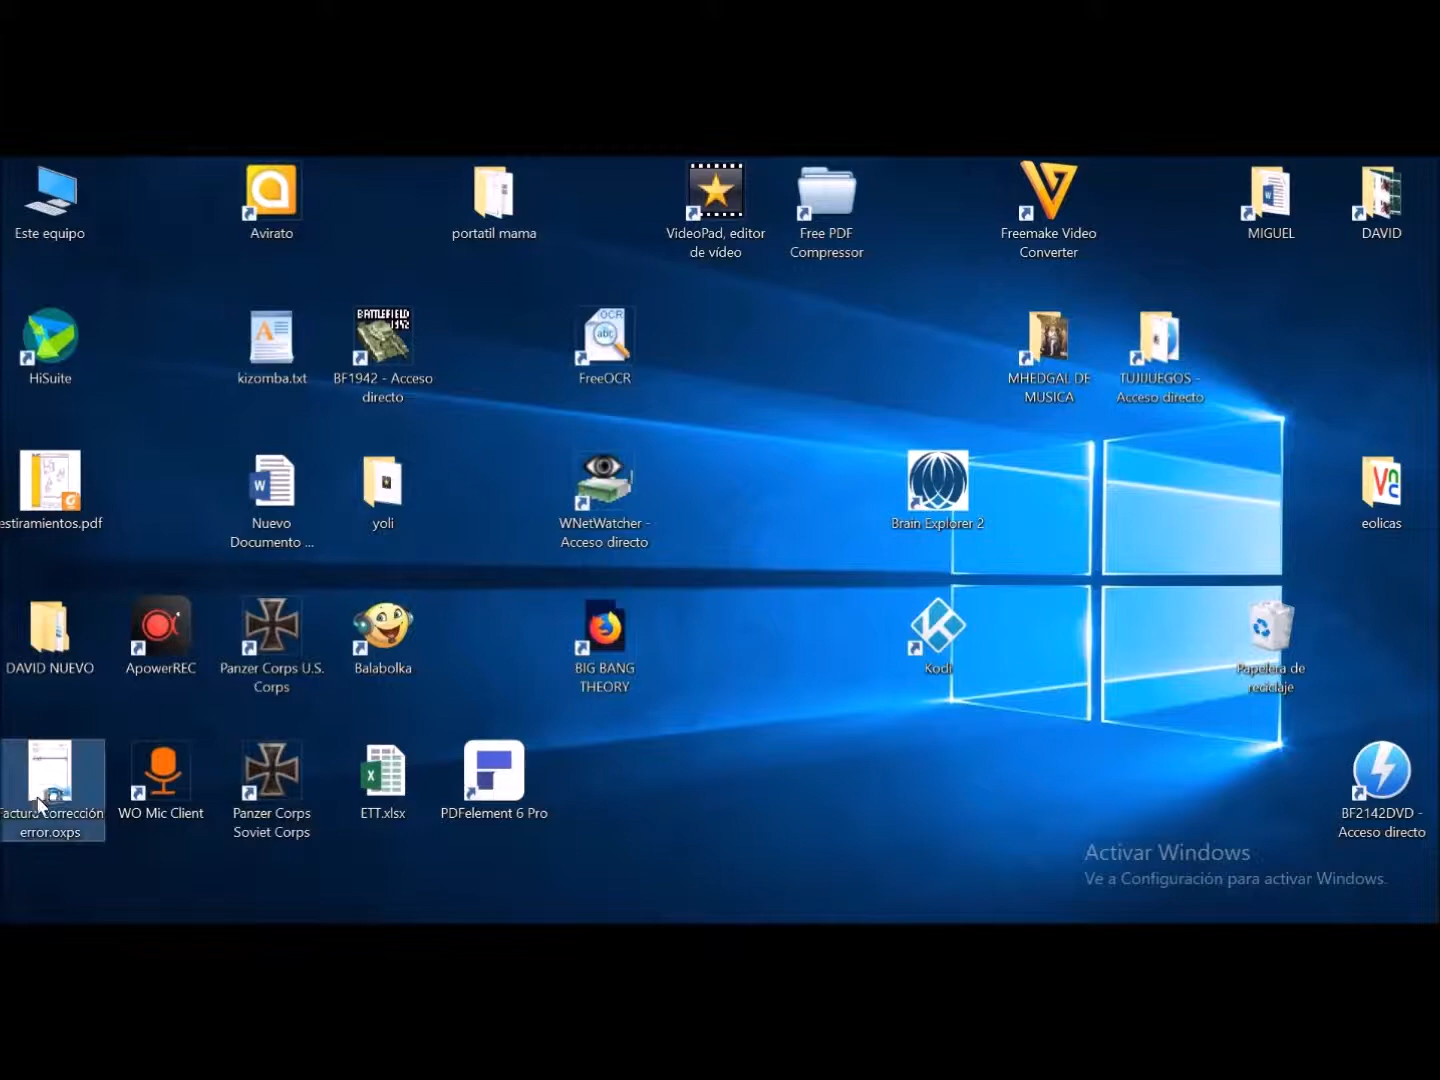 Este equipo
Avirato
portatil mama
VideoPad, editor
de vídeo
Free PDF
Compressor
Freemake Video
Converter
MIGUEL
DAVID
HiSuite
kizomba.txt
BATTLEFIELD
1942
BF1942 - Acceso
directo
OCR
abc
FreeOCR
MHEDGAL DE
MUSICA
TUJIJUEGOS -
Acceso directo
estiramientos.pdf
Nuevo
Documento ...
yoli
WNetWatcher -
Acceso directo
Brain Explorer 2
eolicas
DAVID NUEVO
ApowerREC
Panzer Corps U.S.
Corps
Balabolka
BIG BANG
THEORY
Kodi
Papelera de
reciclaje
Factura corrección
error.oxps
WO Mic Client
Panzer Corps
Soviet Corps
ETT.xlsx
PDFelement 6 Pro
BF2142DVD -
Acceso directo
Activar Windows
Ve a Configuración para activar Windows.